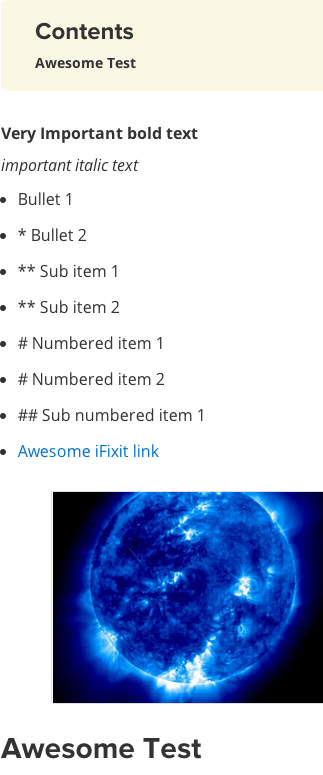 Contents
Awesome Test
Very Important bold text
important italic text
Bullet 1
* Bullet 2
** Sub item 1
** Sub item 2
# Numbered item 1
# Numbered item 2
## Sub numbered item 1
Awesome iFixit link
Awesome Test